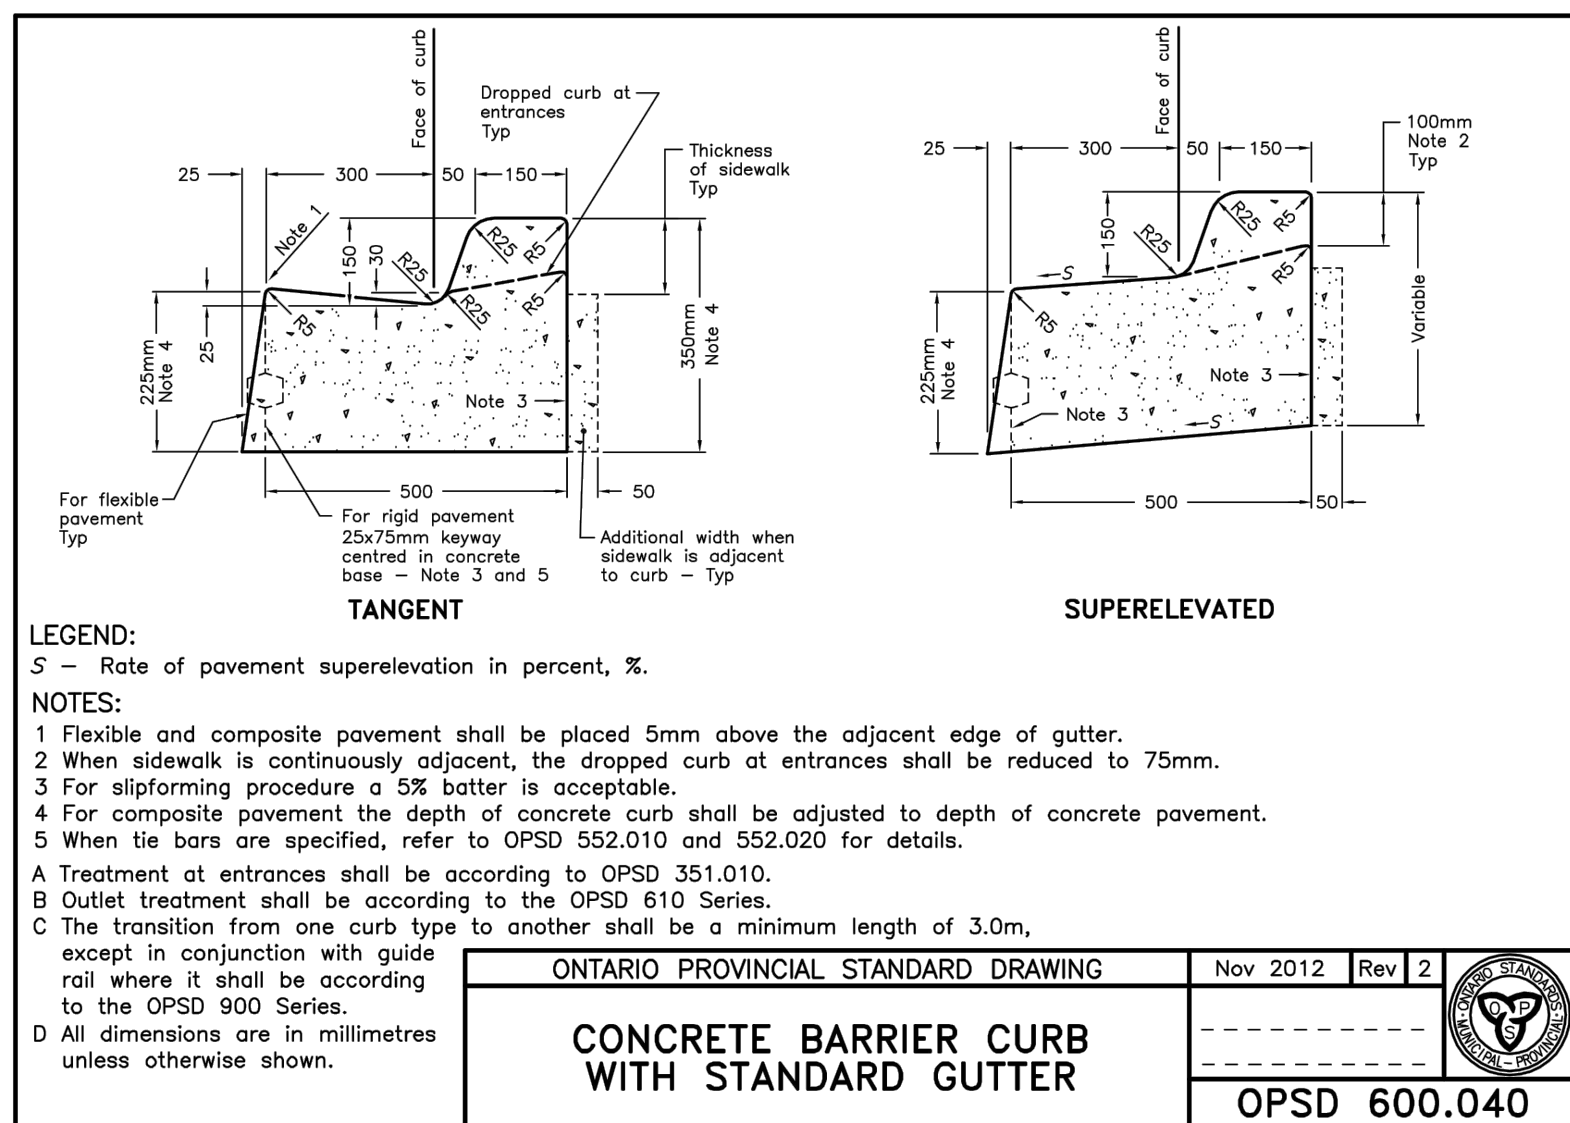 Face of curb
Dropped curb at
entrances
Typ
Thickness
of sidewalk
Typ
25
300
50
150
Note 1
150
30
R25
R25
R5
R25
R5
R5
25
225mm
Note 4
350mm
Note 4
Note 3
For flexible
pavement
Typ
500
50
For rigid pavement
25x75mm keyway
centred in concrete
base – Note 3 and 5
Additional width when
sidewalk is adjacent
to curb – Typ
TANGENT
Face of curb
100mm
Note 2
Typ
25
300
50
150
150
R25
R25
R5
R5
S
R5
Variable
225mm
Note 4
Note 3
Note 3
S
500
50
SUPERELEVATED
LEGEND:
S – Rate of pavement superelevation in percent, %.
NOTES:
1 Flexible and composite pavement shall be placed 5mm above the adjacent edge of gutter.
2 When sidewalk is continuously adjacent, the dropped curb at entrances shall be reduced to 75mm.
3 For slipforming procedure a 5% batter is acceptable.
4 For composite pavement the depth of concrete curb shall be adjusted to depth of concrete pavement.
5 When tie bars are specified, refer to OPSD 552.010 and 552.020 for details.
A Treatment at entrances shall be according to OPSD 351.010.
B Outlet treatment shall be according to the OPSD 610 Series.
C The transition from one curb type to another shall be a minimum length of 3.0m,
except in conjunction with guide
rail where it shall be according
to the OPSD 900 Series.
D All dimensions are in millimetres
unless otherwise shown.
ONTARIO PROVINCIAL STANDARD DRAWING
Nov 2012
Rev 2
CONCRETE BARRIER CURB
WITH STANDARD GUTTER
ONTARIO STANDARDS
O P
S
MUNICIPAL–PROVINCIAL
OPSD 600.040